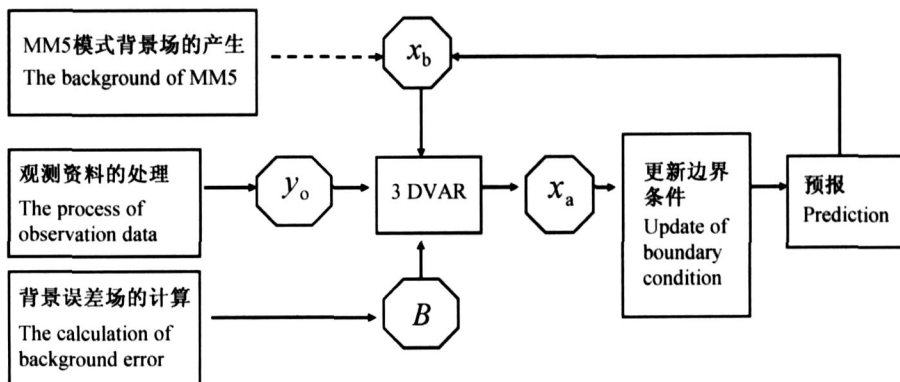 MM5模式背景场的产生
The background of MM5
x_b
观测资料的处理
The process of
observation data
y_o
3 DVAR
x_a
更新边界
条件
Update of
boundary
condition
预报
Prediction
背景误差场的计算
The calculation of
background error
B